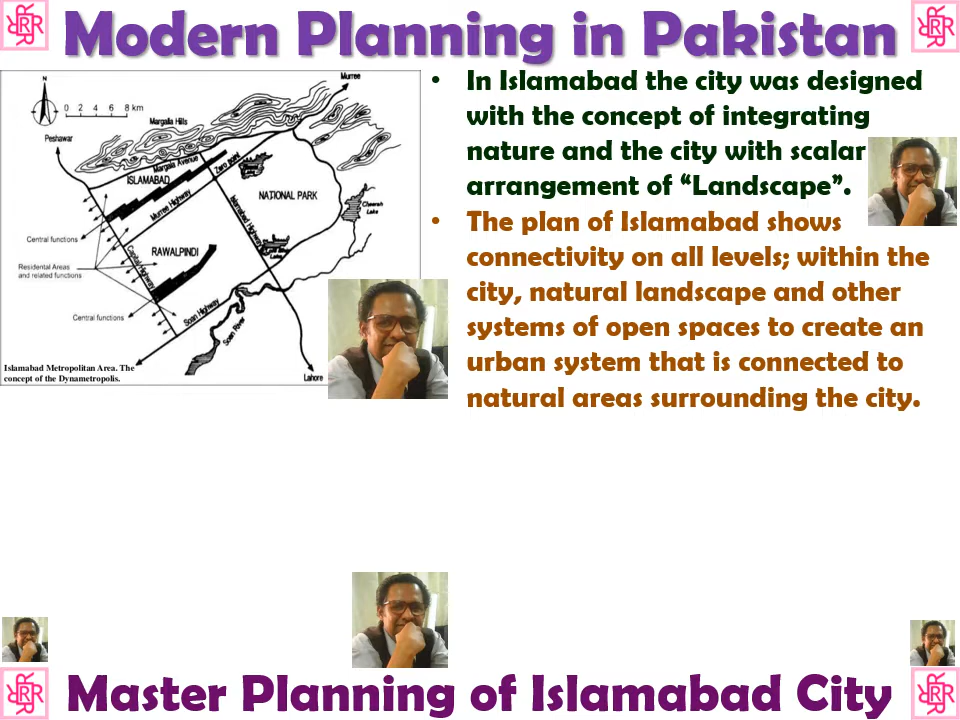 Modern Planning in Pakistan
N
0 2 4 6 8 km
Murree
Margalla Hills
Peshawar
Margala Avenue
Zero point
ISLAMABAD
Murree Highway
NATIONAL PARK
Islamabad Highway
Lake
Central functions
RAWALPINDI
Residental Areas
and related functions
Capital Highway
Central functions
Soan Highway
Soan River
Islamabad Metropolitan Area. The
concept of the Dynametropolis.
Lahore
• In Islamabad the city was designed
with the concept of integrating
nature and the city with scalar
arrangement of “Landscape”.
• The plan of Islamabad shows
connectivity on all levels; within the
city, natural landscape and other
systems of open spaces to create an
urban system that is connected to
natural areas surrounding the city.
Master Planning of Islamabad City